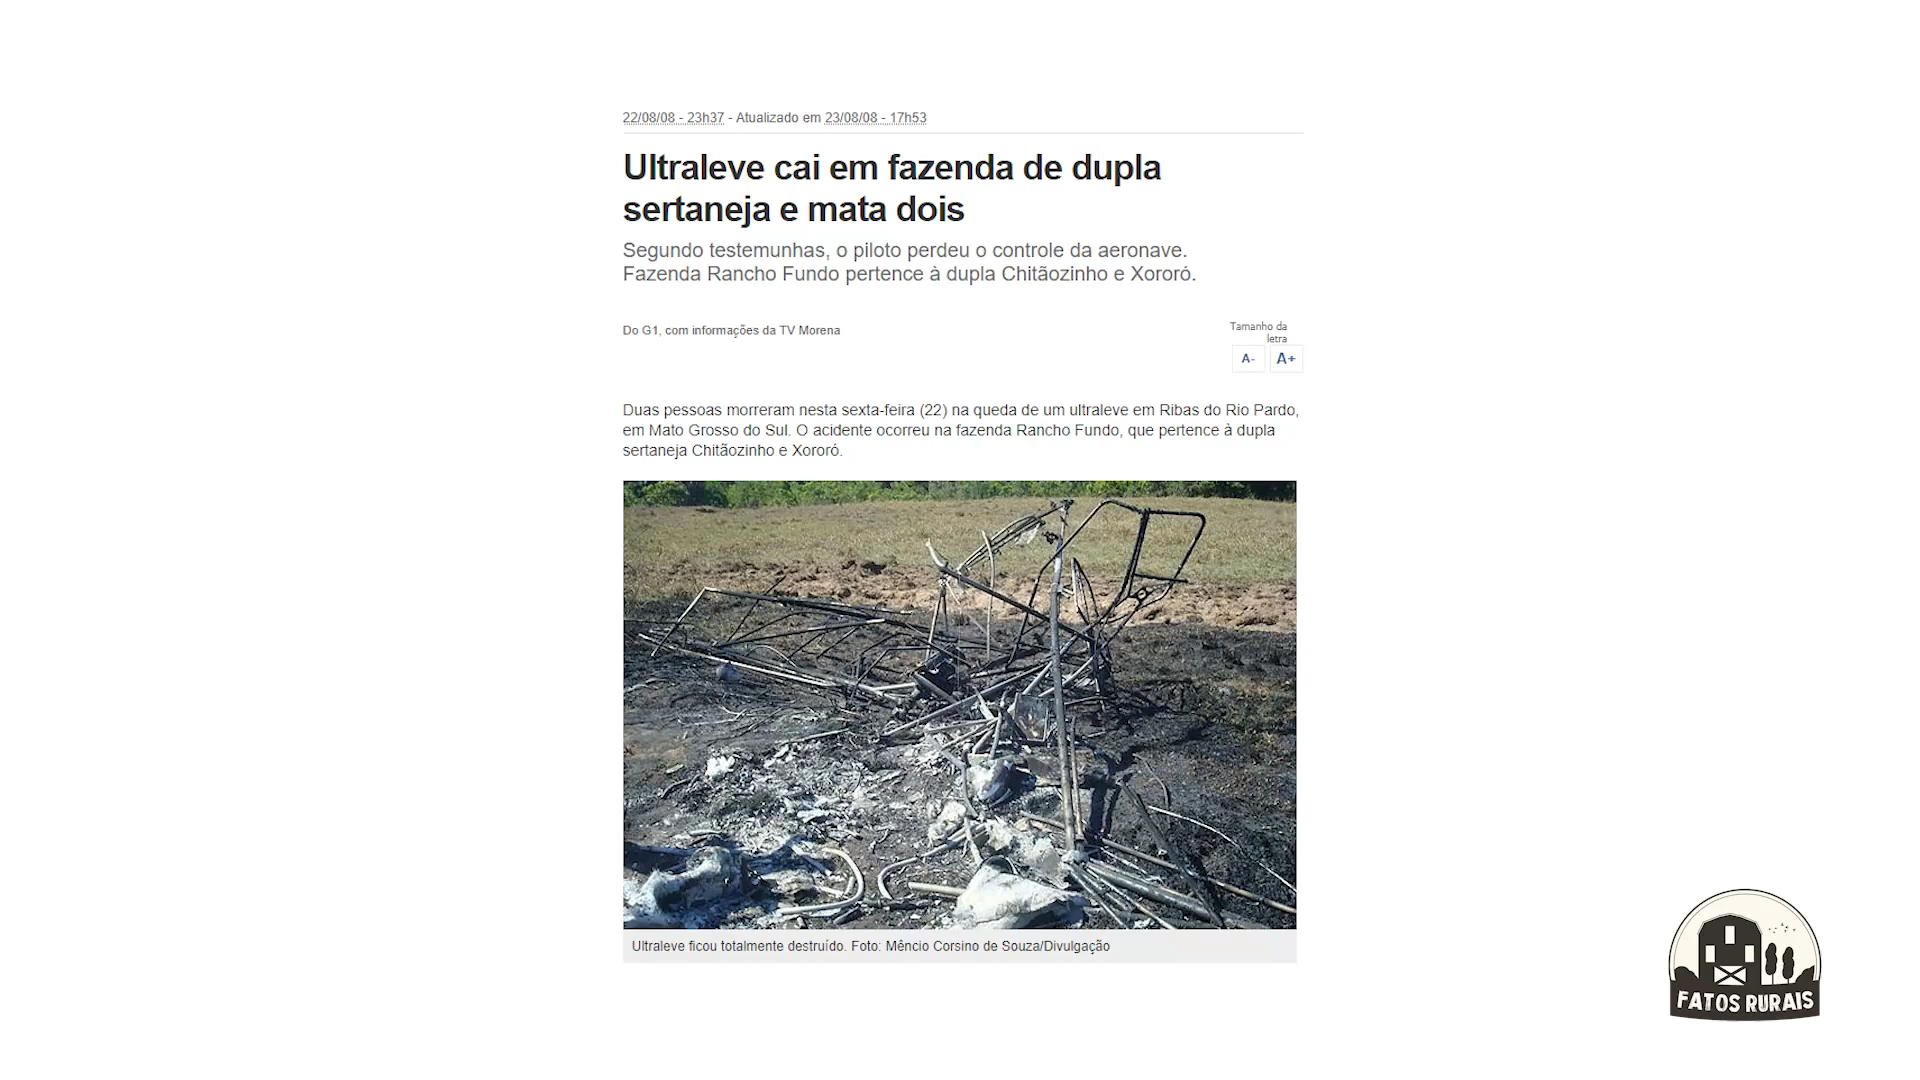 22/08/08 - 23h37 - Atualizado em 23/08/08 - 17h53
Ultraleve cai em fazenda de dupla
sertaneja e mata dois
Segundo testemunhas, o piloto perdeu o controle da aeronave.
Fazenda Rancho Fundo pertence à dupla Chitãozinho e Xororó.
Do G1, com informações da TV Morena
Tamanho da
letra
A- A+
Duas pessoas morreram nesta sexta-feira (22) na queda de um ultraleve em Ribas do Rio Pardo,
em Mato Grosso do Sul. O acidente ocorreu na fazenda Rancho Fundo, que pertence à dupla
sertaneja Chitãozinho e Xororó.
Ultraleve ficou totalmente destruído. Foto: Mêncio Corsino de Souza/Divulgação
FATOS RURAIS